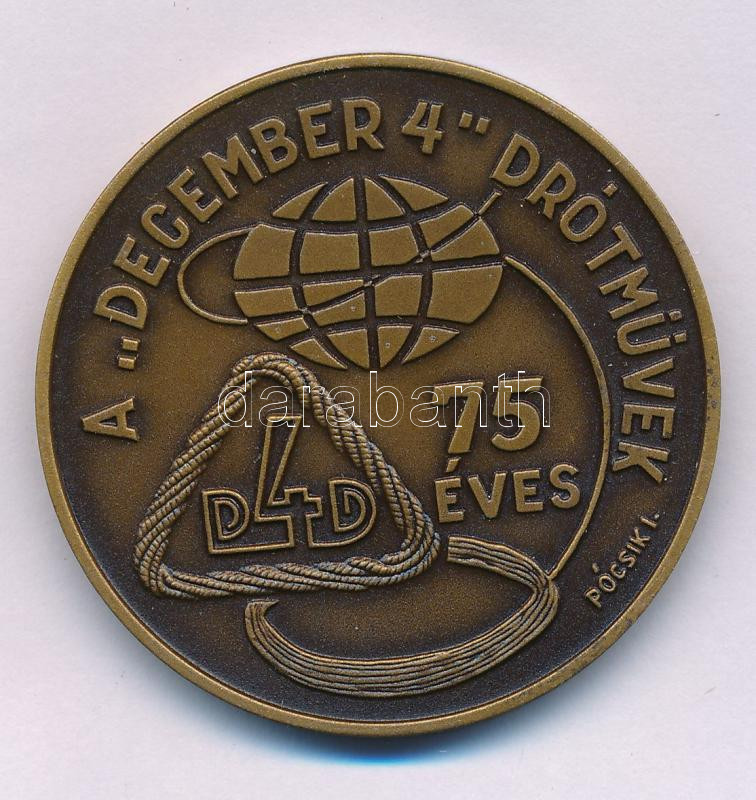 A „DECEMBER 4" DRÓTMŰVEK
75
ÉVES
D4D
PÓCSIK I.
darabanth